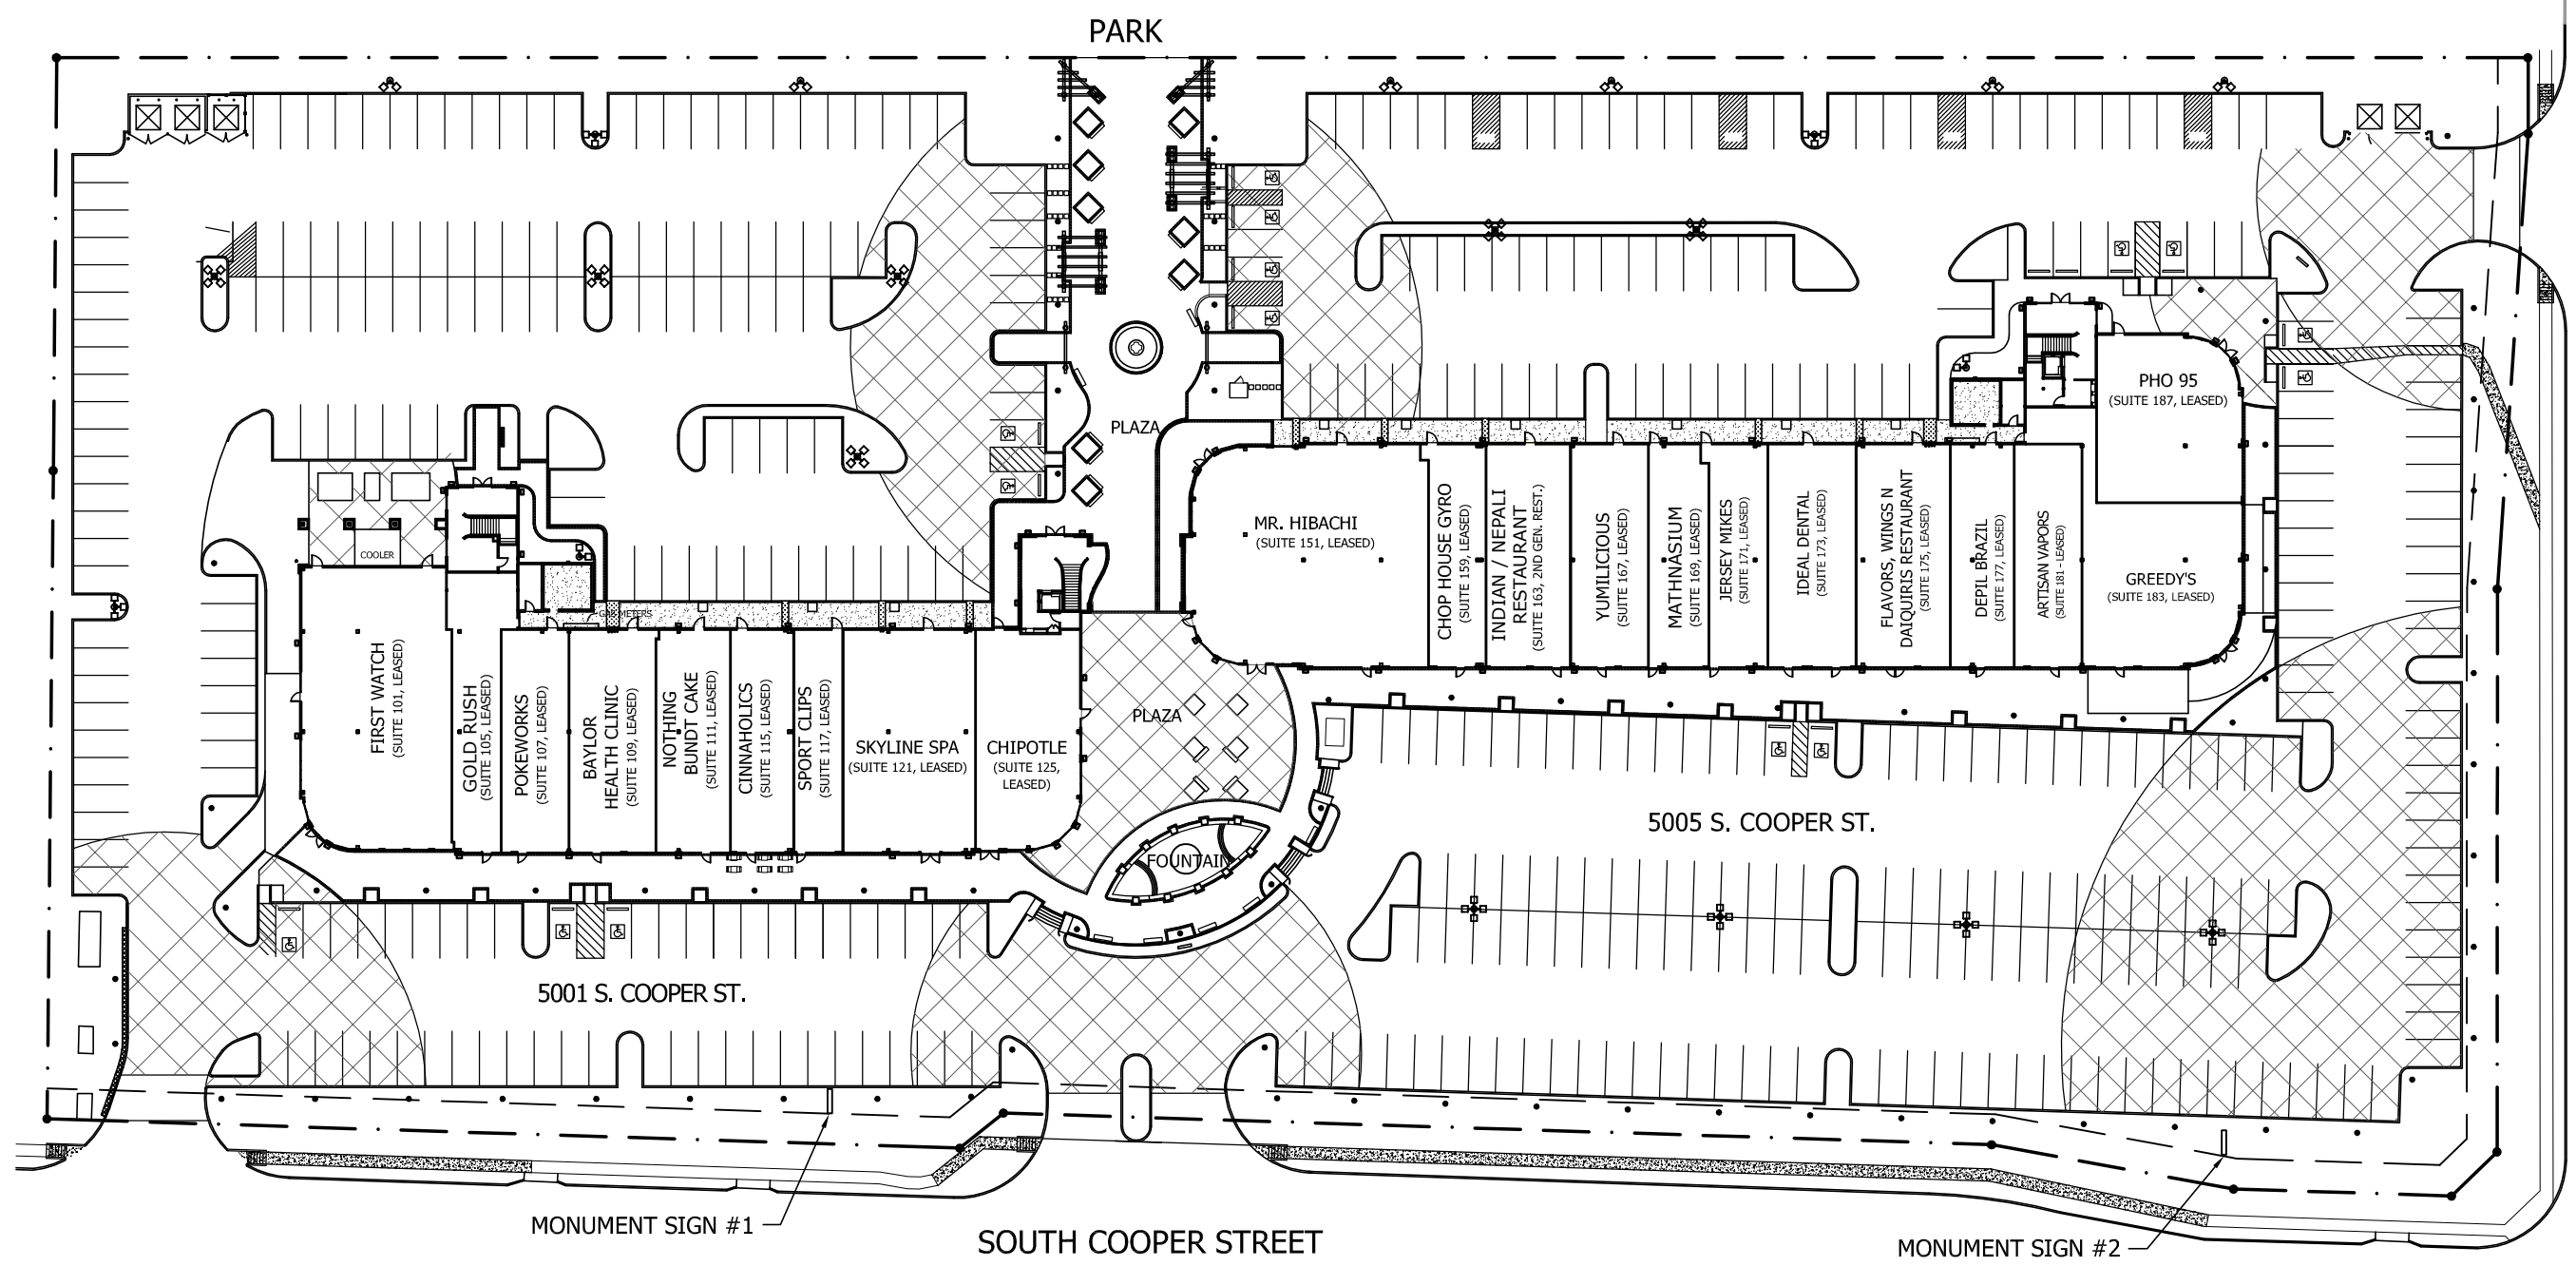 PARK
PLAZA
PHO 95
(SUITE 187, LEASED)
MR. HIBACHI
(SUITE 151, LEASED)
CHOP HOUSE GYRO
(SUITE 159, LEASED)
INDIAN / NEPALI
RESTAURANT
(SUITE 163, 2ND GEN. REST.)
YUMILICIOUS
(SUITE 167, LEASED)
MATHNASIUM
(SUITE 169, LEASED)
JERSEY MIKES
(SUITE 171, LEASED)
IDEAL DENTAL
(SUITE 173, LEASED)
FLAVORS, WINGS N
DAIQUIRIS RESTAURANT
(SUITE 175, LEASED)
DEPIL BRAZIL
(SUITE 177, LEASED)
ARTISAN VAPORS
(SUITE 181 - LEASED)
GREEDY'S
(SUITE 183, LEASED)
COOLER
GAS METERS
FIRST WATCH
(SUITE 101, LEASED)
GOLD RUSH
(SUITE 105, LEASED)
POKEWORKS
(SUITE 107, LEASED)
BAYLOR
HEALTH CLINIC
(SUITE 109, LEASED)
NOTHING
BUNDT CAKE
(SUITE 111, LEASED)
CINNAHOLICS
(SUITE 115, LEASED)
SPORT CLIPS
(SUITE 117, LEASED)
SKYLINE SPA
(SUITE 121, LEASED)
CHIPOTLE
(SUITE 125,
LEASED)
PLAZA
FOUNTAIN
5005 S. COOPER ST.
5001 S. COOPER ST.
MONUMENT SIGN #1
SOUTH COOPER STREET
MONUMENT SIGN #2